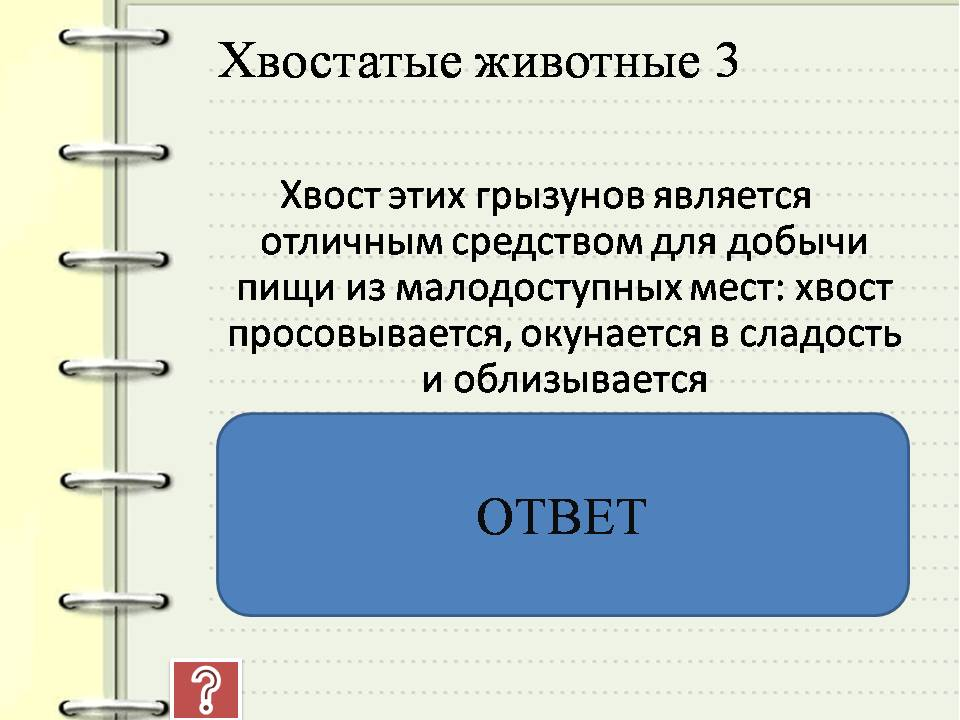 Хвостатые животные 3
Хвост этих грызунов является
отличным средством для добычи
пищи из малодоступных мест: хвост
просовывается, окунается в сладость
и облизывается
ОТВЕТ
?